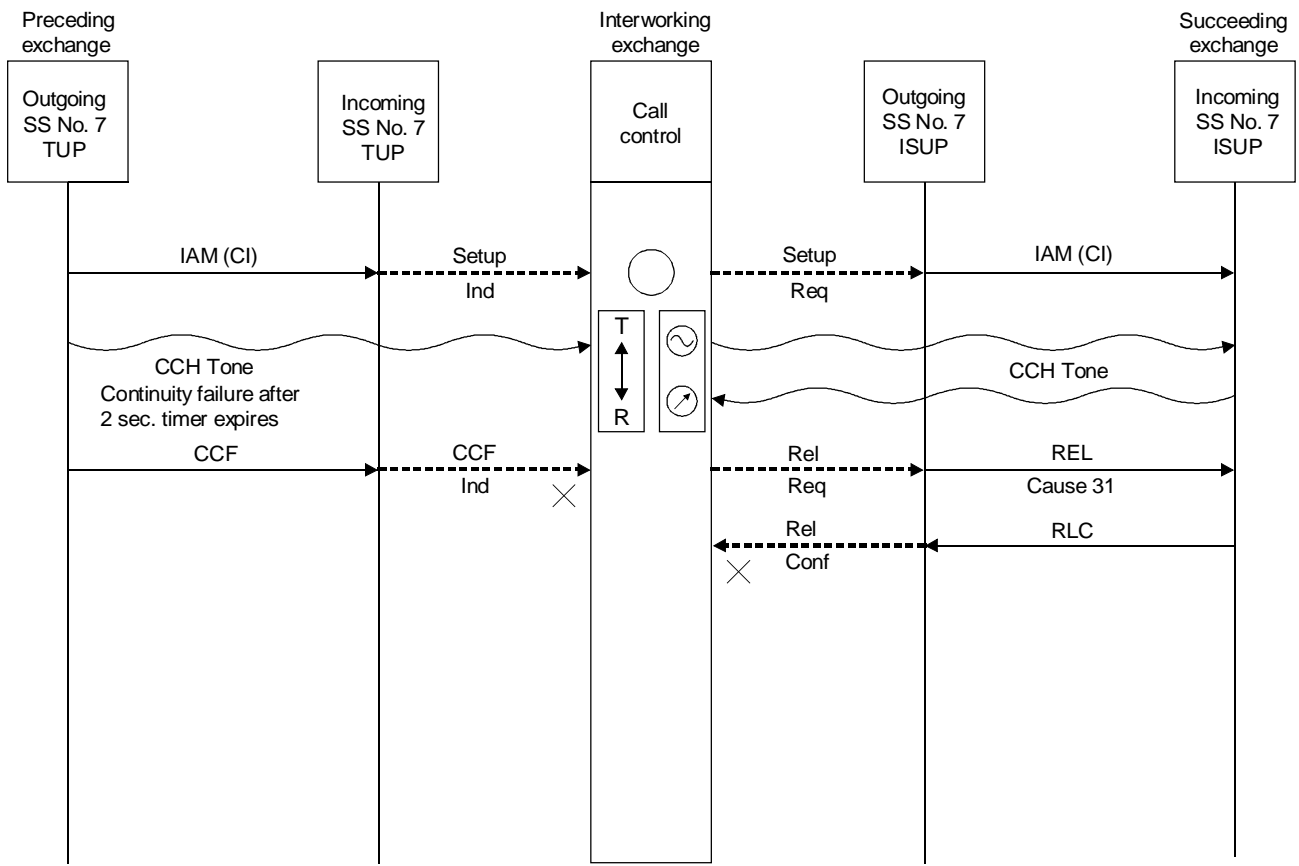 Preceding
exchange
Interworking
exchange
Succeeding
exchange
Outgoing
SS No. 7
TUP
Incoming
SS No. 7
TUP
Call
control
Outgoing
SS No. 7
ISUP
Incoming
SS No. 7
ISUP
IAM (CI)
Setup
Ind
Setup
Req
IAM (CI)
T
R
CCH Tone
Continuity failure after
2 sec. timer expires
CCH Tone
CCF
CCF
Ind
Rel
Req
REL
Cause 31
Rel
Conf
RLC